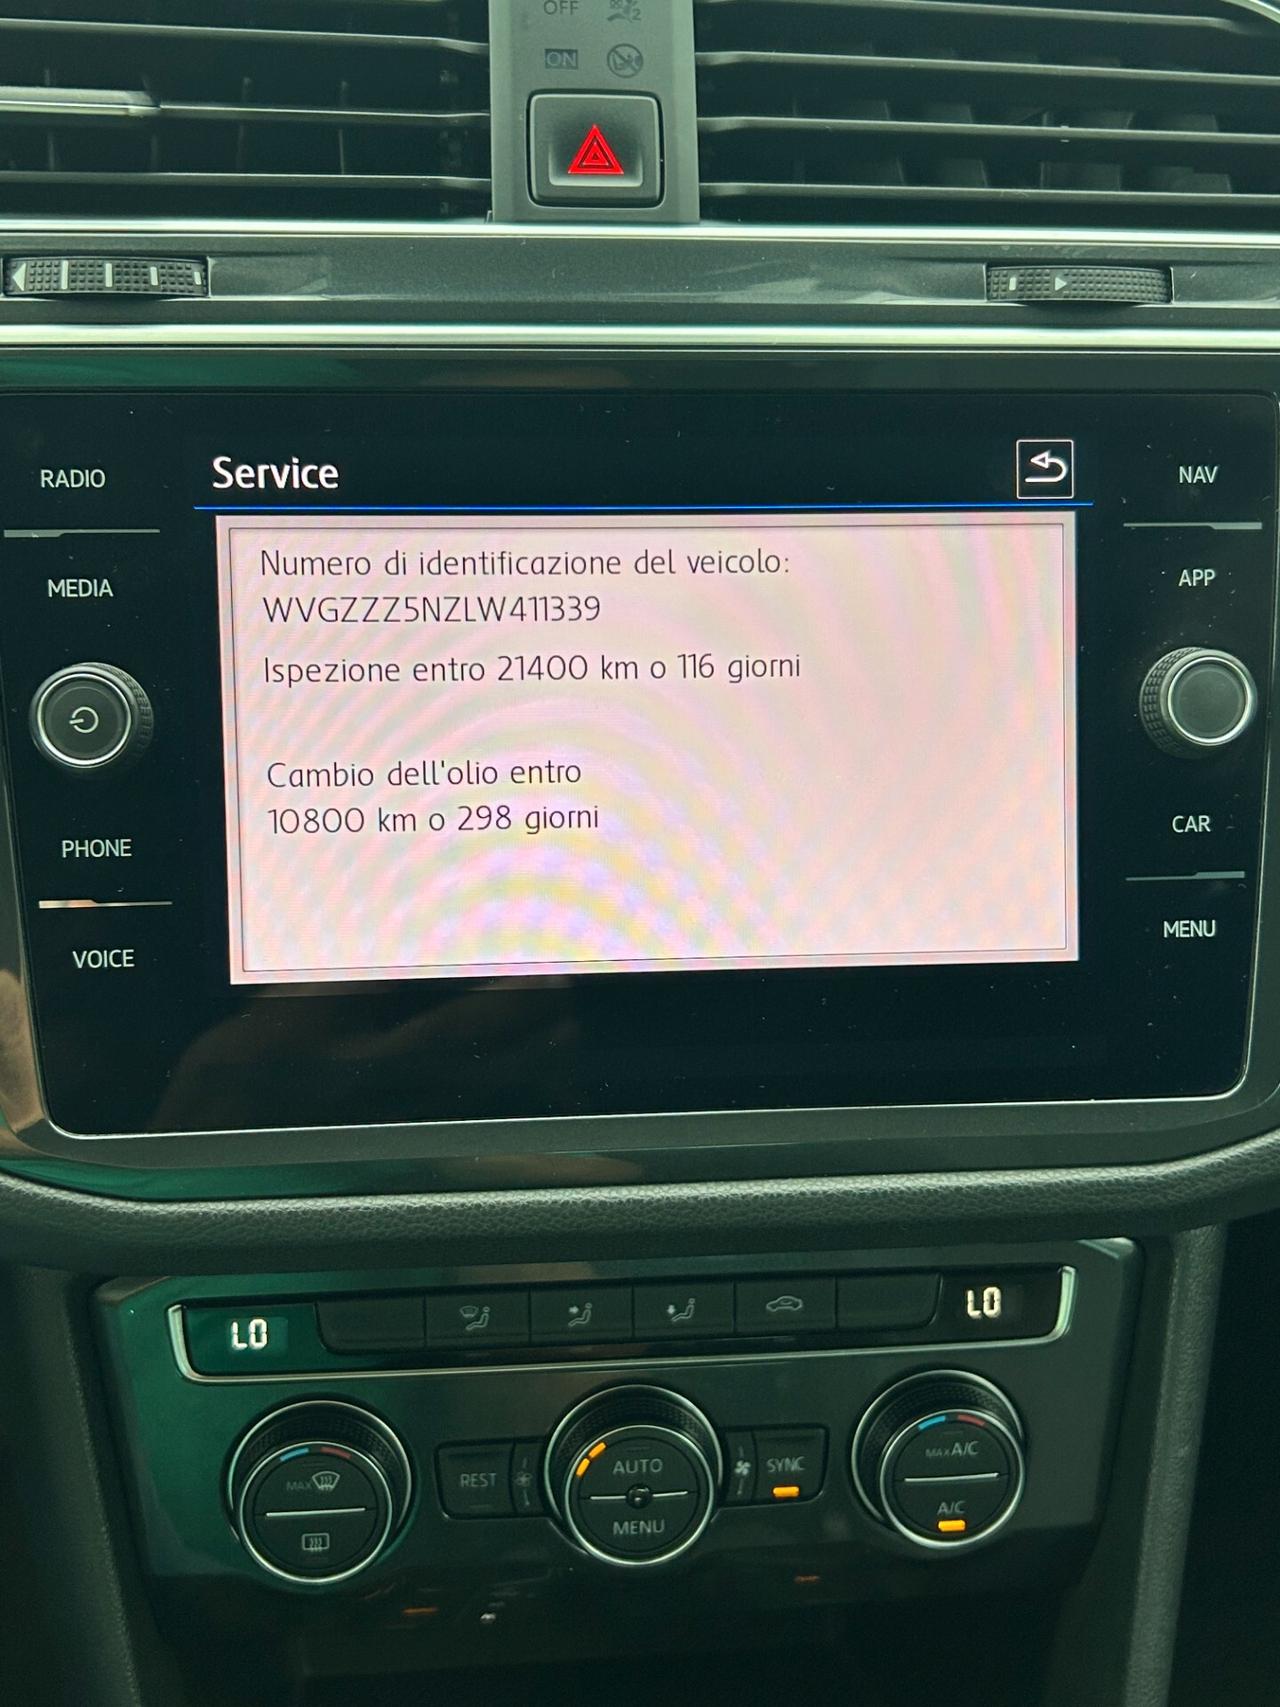 OFF
ON
RADIO
Service
NAV
MEDIA
APP
Numero di identificazione del veicolo:
WVGZZZ5NZLW411339
Ispezione entro 21400 km o 116 giorni
Cambio dell'olio entro
10800 km o 298 giorni
PHONE
CAR
VOICE
MENU
LO
LO
MAX
REST
AUTO
MENU
SYNC
MAX A/C
A/C